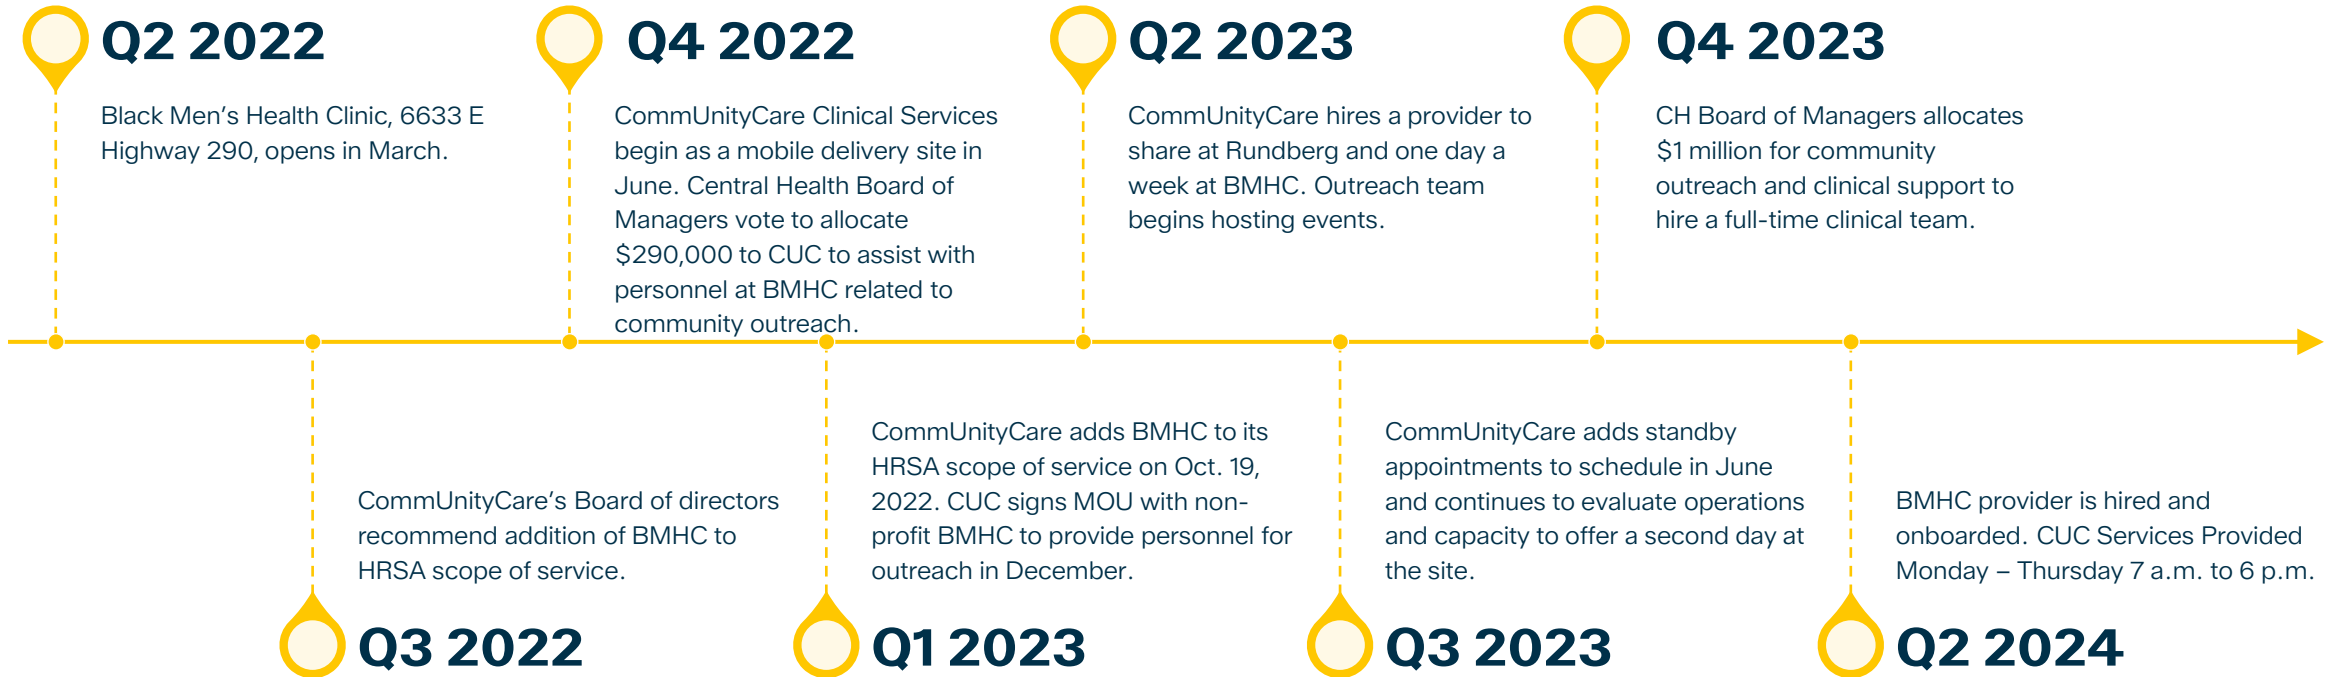 Q2 2022
Black Men’s Health Clinic, 6633 E
Highway 290, opens in March.
Q3 2022
CommUnityCare’s Board of directors
recommend addition of BMHC to
HRSA scope of service.
Q4 2022
CommUnityCare Clinical Services
begin as a mobile delivery site in
June. Central Health Board of
Managers vote to allocate
$290,000 to CUC to assist with
personnel at BMHC related to
community outreach.
Q1 2023
CommUnityCare adds BMHC to its
HRSA scope of service on Oct. 19,
2022. CUC signs MOU with non-
profit BMHC to provide personnel for
outreach in December.
Q2 2023
CommUnityCare hires a provider to
share at Rundberg and one day a
week at BMHC. Outreach team
begins hosting events.
Q3 2023
CommUnityCare adds standby
appointments to schedule in June
and continues to evaluate operations
and capacity to offer a second day at
the site.
Q4 2023
CH Board of Managers allocates
$1 million for community
outreach and clinical support to
hire a full-time clinical team.
Q2 2024
BMHC provider is hired and
onboarded. CUC Services Provided
Monday – Thursday 7 a.m. to 6 p.m.